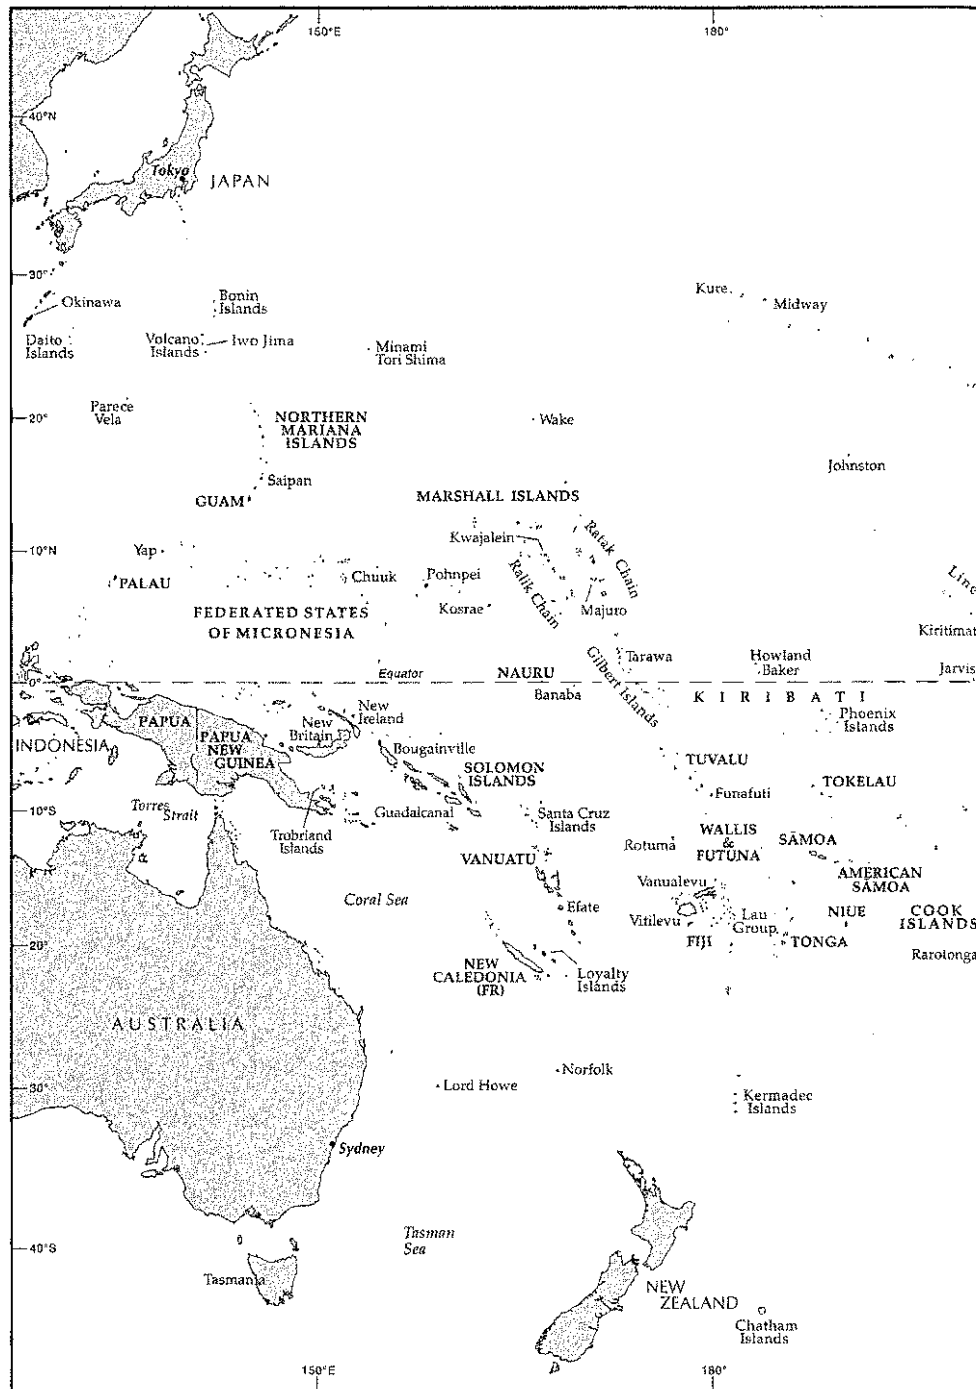 150°E
180°
40°N
Tokyo
JAPAN
30°
Okinawa
Bonin
Islands
Kure
Midway
Daito
Islands
Volcano
Islands
Iwo Jima
Minami
Tori Shima
Parece
Vela
20°
NORTHERN
MARIANA
ISLANDS
Wake
Johnston
Saipan
GUAM
MARSHALL ISLANDS
Kwajalein
Ratak Chain
Yap
10°N
PALAU
Chuuk
Pohnpei
Ralik Chain
Majuro
Line
Kosrae
FEDERATED STATES
OF MICRONESIA
Kiritimat
Tarawa
Howland
Baker
Jarvis
Equator
NAURU
0°
Banaba
Gilbert Islands
KIRIBATI
PAPUA
New
Ireland
Phoenix
Islands
INDONESIA
PAPUA
NEW
GUINEA
New
Britain
Bougainville
SOLOMON
ISLANDS
TUVALU
TOKELAU
Funafuti
10°S
Torres
Strait
Trobriand
Islands
Guadalcanal
Santa Cruz
Islands
WALLIS
&
FUTUNA
Rotuma
SĀMOA
VANUATU
AMERICAN
SĀMOA
Vanualevu
Coral Sea
Efate
Vitilevu
Lau
Group
NIUE
COOK
ISLANDS
20°
FIJI
TONGA
Rarotonga
NEW
CALEDONIA
(FR)
Loyalty
Islands
AUSTRALIA
Norfolk
30°
Lord Howe
Kermadec
Islands
Sydney
Tasman
Sea
40°S
Tasmania
NEW
ZEALAND
Chatham
Islands
150°E
180°